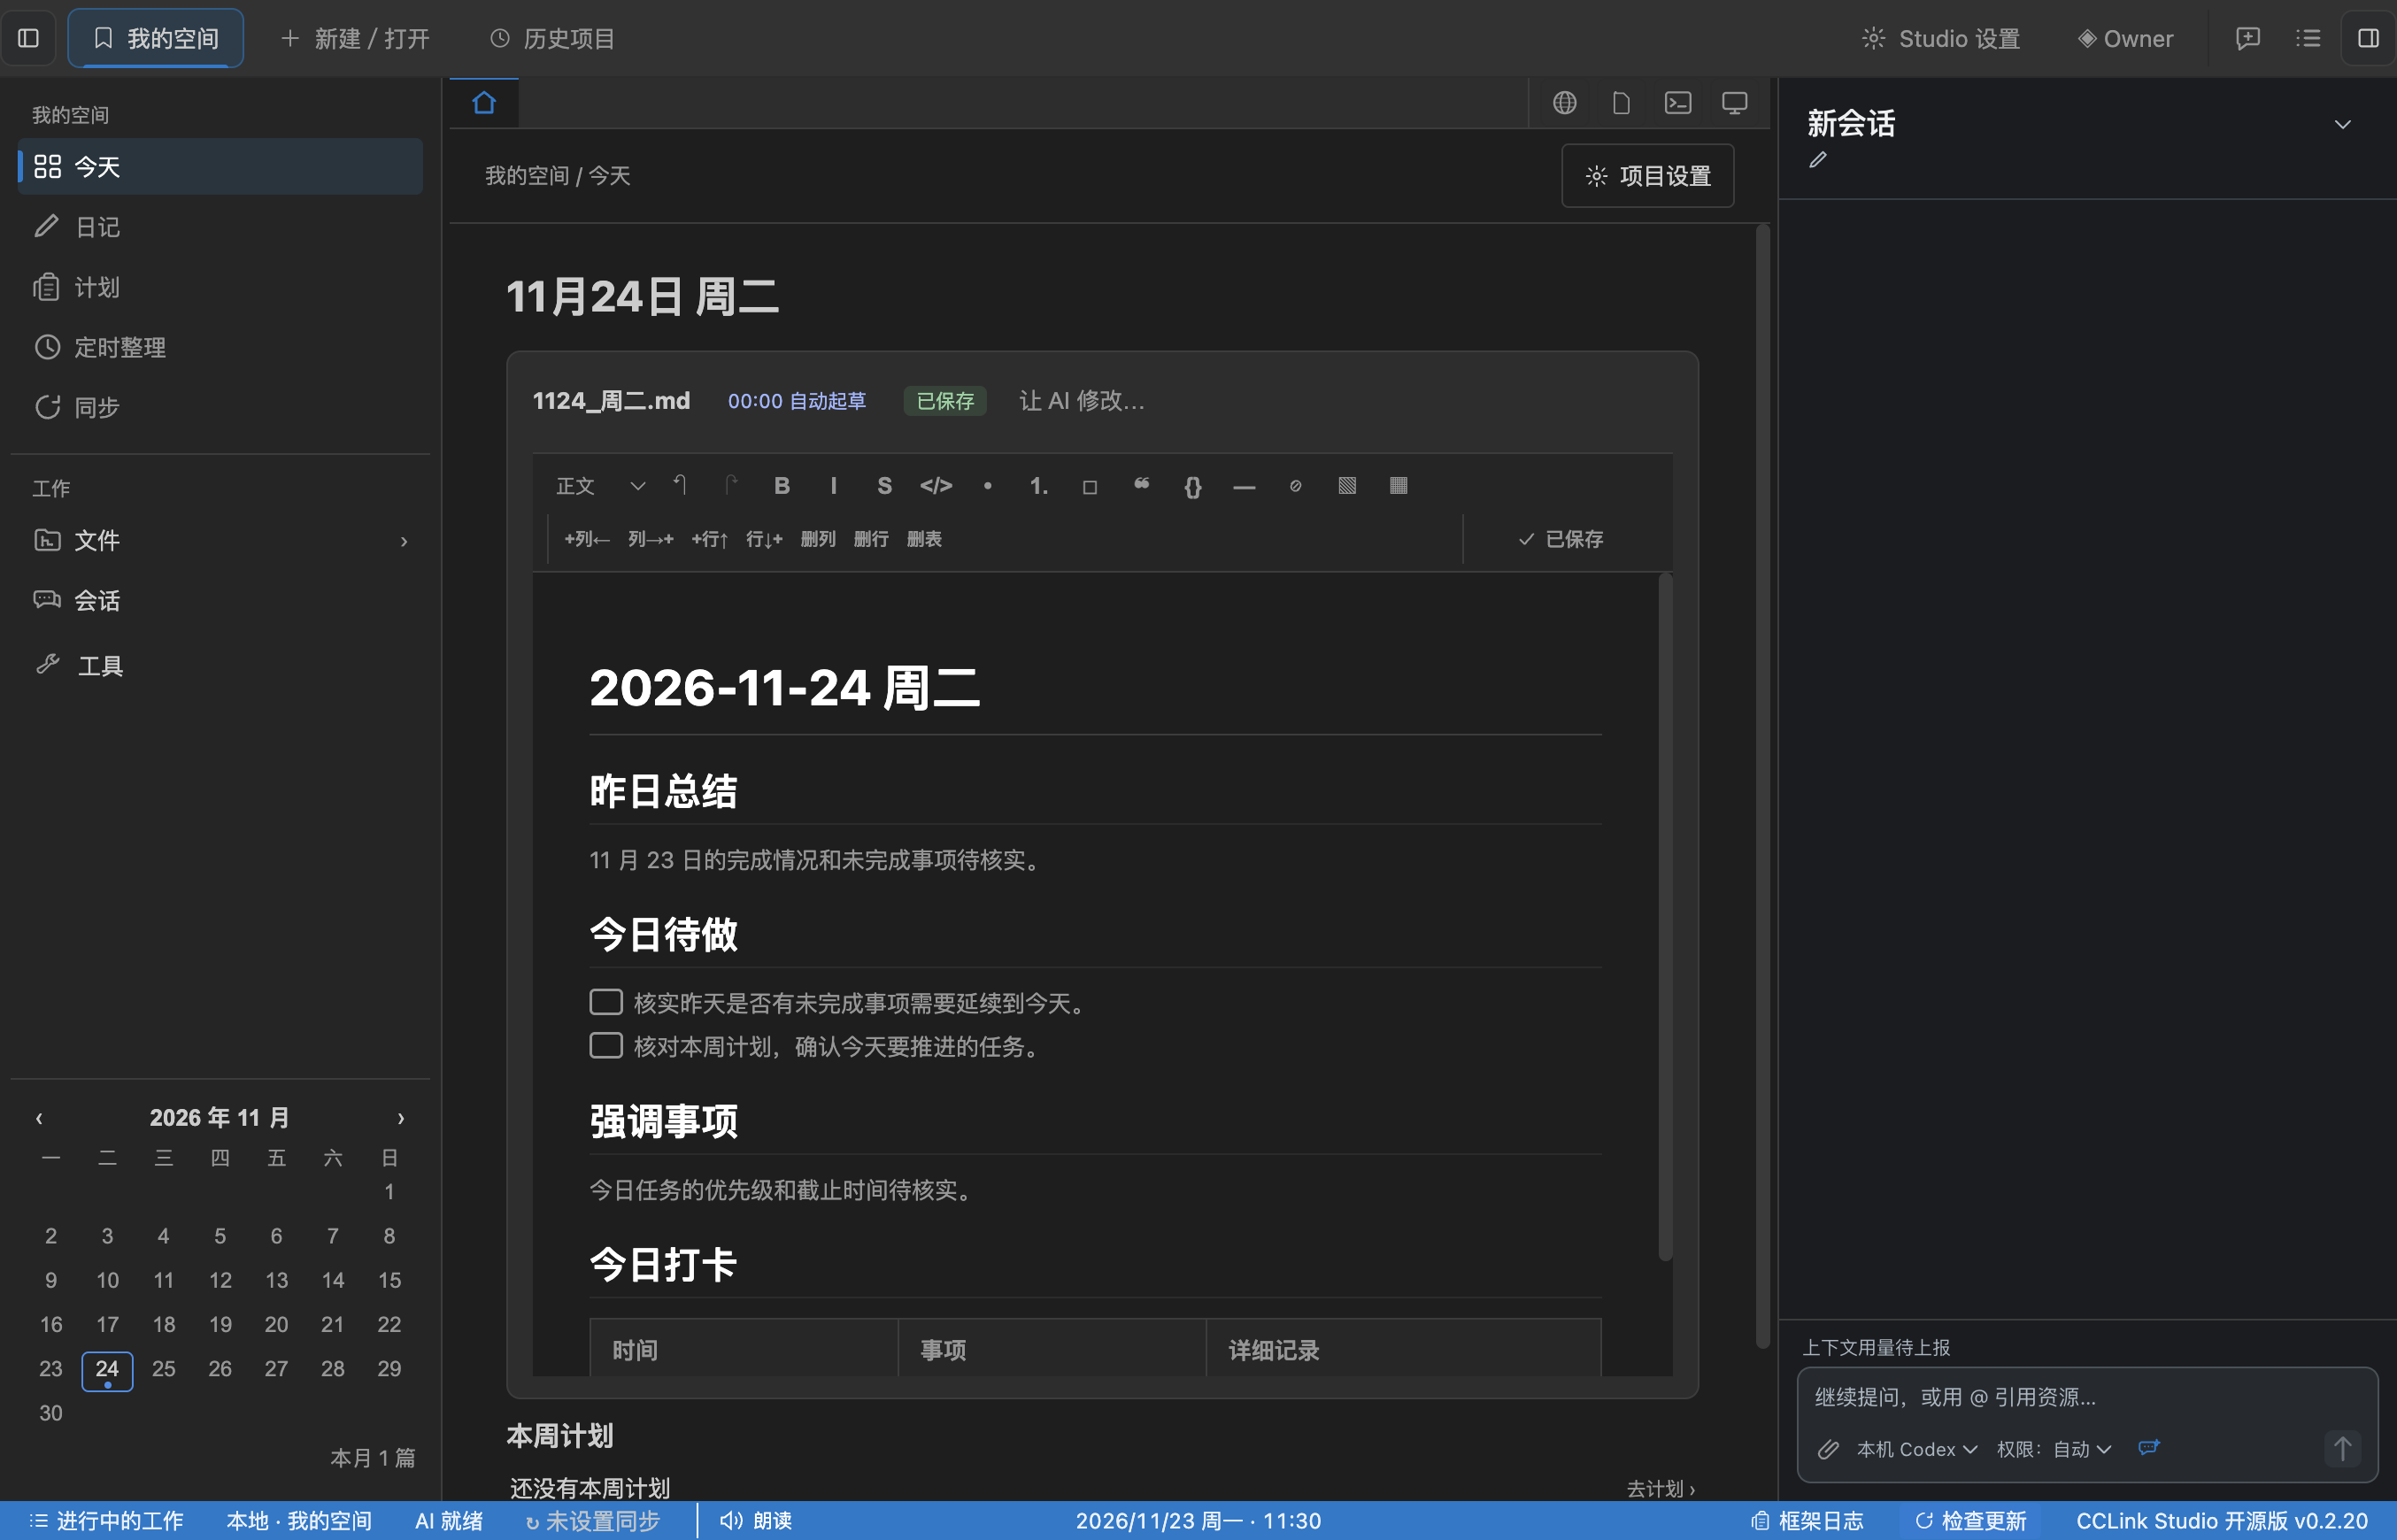 我的空间
新建 / 打开
历史项目
Studio 设置
Owner
我的空间
今天
日记
计划
定时整理
同步
工作
文件
会话
工具
2026 年 11 月
一 二 三 四 五 六 日
1
2 3 4 5 6 7 8
9 10 11 12 13 14 15
16 17 18 19 20 21 22
23 24 25 26 27 28 29
30
本月 1 篇
我的空间 / 今天
项目设置
11月24日 周二
1124_周二.md 00:00 自动起草 已保存 让 AI 修改...
正文 B I S </> • 1. {} —
+列← 列→+ +行↑ 行↓+ 删列 删行 删表 已保存
2026-11-24 周二
昨日总结
11 月 23 日的完成情况和未完成事项待核实。
今日待做
核实昨天是否有未完成事项需要延续到今天。
核对本周计划，确认今天要推进的任务。
强调事项
今日任务的优先级和截止时间待核实。
今日打卡
时间 事项 详细记录
本周计划
还没有本周计划 去计划 ›
新会话
上下文用量待上报
继续提问，或用 @ 引用资源...
本机 Codex 权限：自动
进行中的工作 本地 · 我的空间 AI 就绪 未设置同步 朗读 2026/11/23 周一 · 11:30 框架日志 检查更新 CCLink Studio 开源版 v0.2.20